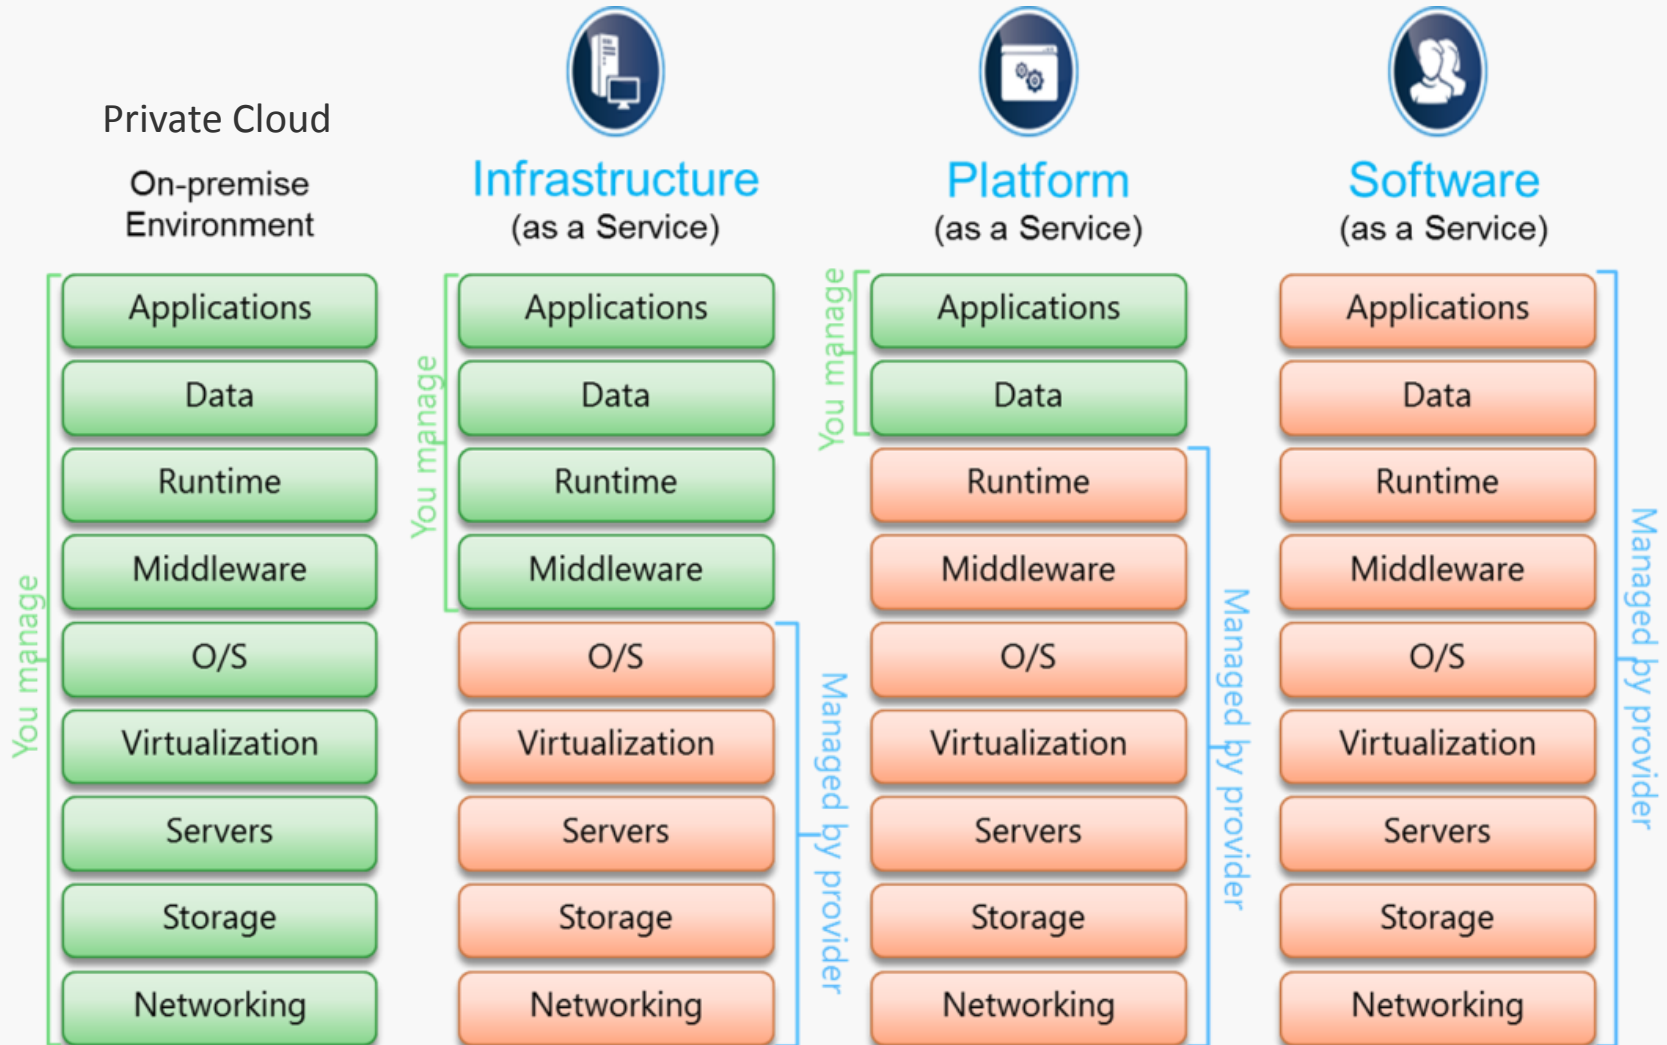 Private Cloud
On-premise
Environment
You manage
Applications
Data
Runtime
Middleware
O/S
Virtualization
Servers
Storage
Networking
Infrastructure
(as a Service)
You manage
Applications
Data
Runtime
Middleware
O/S
Virtualization
Servers
Storage
Networking
Managed by provider
Platform
(as a Service)
You manage
Applications
Data
Runtime
Middleware
O/S
Virtualization
Servers
Storage
Networking
Managed by provider
Software
(as a Service)
Applications
Data
Runtime
Middleware
O/S
Virtualization
Servers
Storage
Networking
Managed by provider